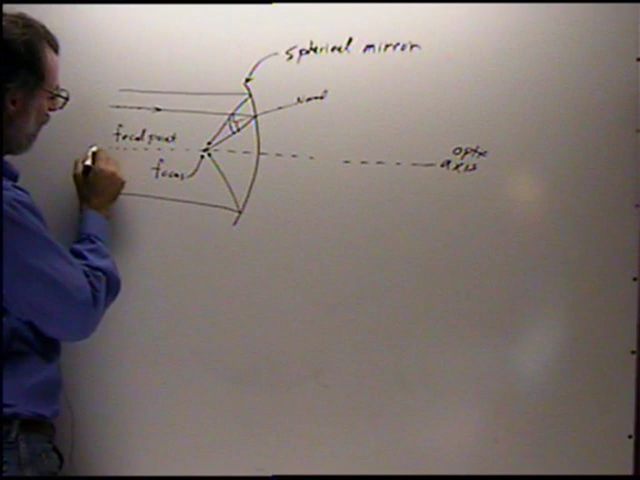 spherical mirror
normal
focal point
focus
optic
axis